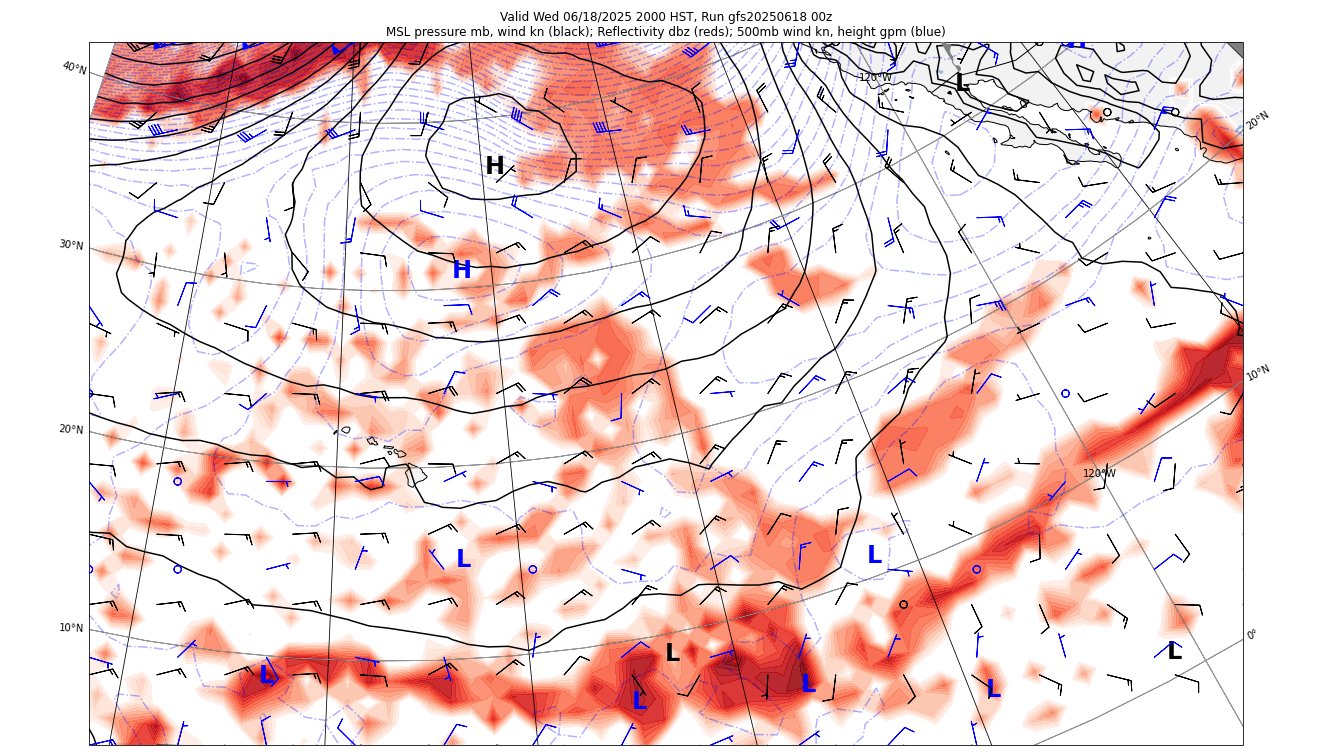 Valid Wed 06/18/2025 2000 HST, Run gfs20250618 00z
MSL pressure mb, wind kn (black); Reflectivity dbz (reds); 500mb wind kn, height gpm (blue)
H
40°N
120°W
L
20°N
H
30°N
H
10°N
20°N
120°W
L
L
10°N
0°
L
L
L
L
L
L